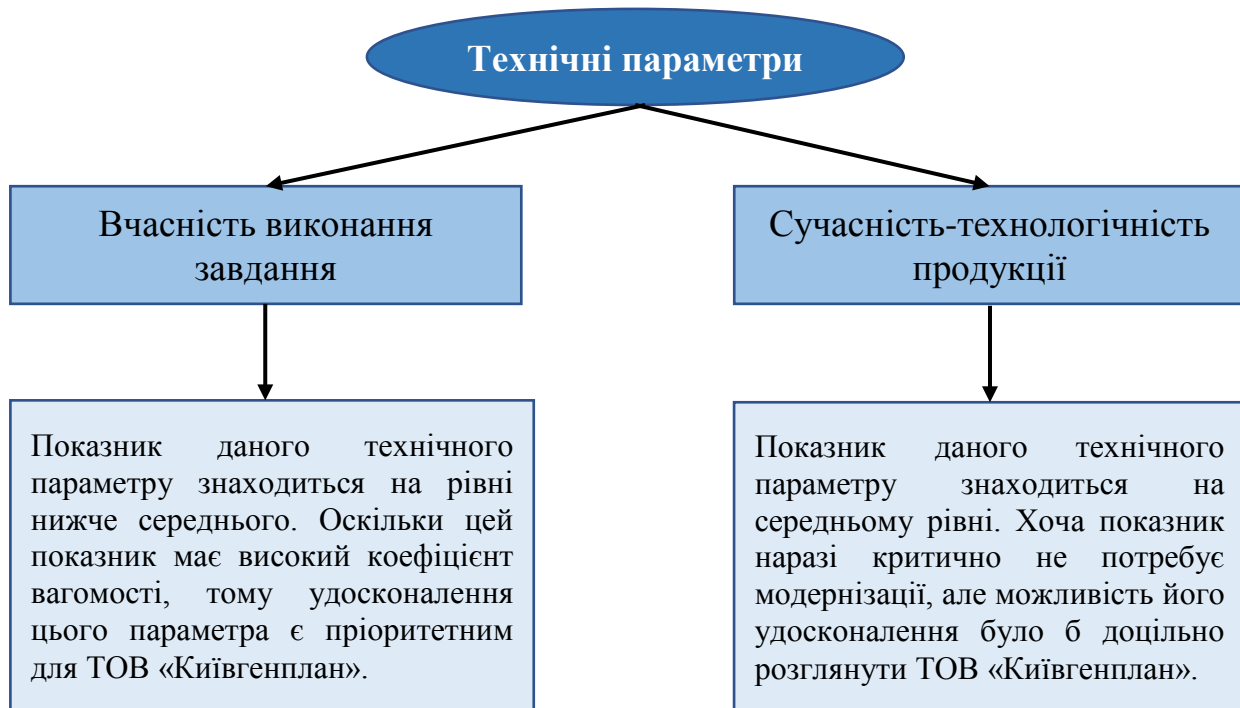 Технічні параметри
Вчасність виконання
завдання
Сучасність-технологічність
продукції
Показник даного технічного
параметру знаходиться на рівні
нижче середнього. Оскільки цей
показник має високий коефіцієнт
вагомості, тому удосконалення
цього параметра є пріоритетним
для ТОВ «Київгенплан».
Показник даного технічного
параметру знаходиться на
середньому рівні. Хоча показник
наразі критично не потребує
модернізації, але можливість його
удосконалення було б доцільно
розглянути ТОВ «Київгенплан».